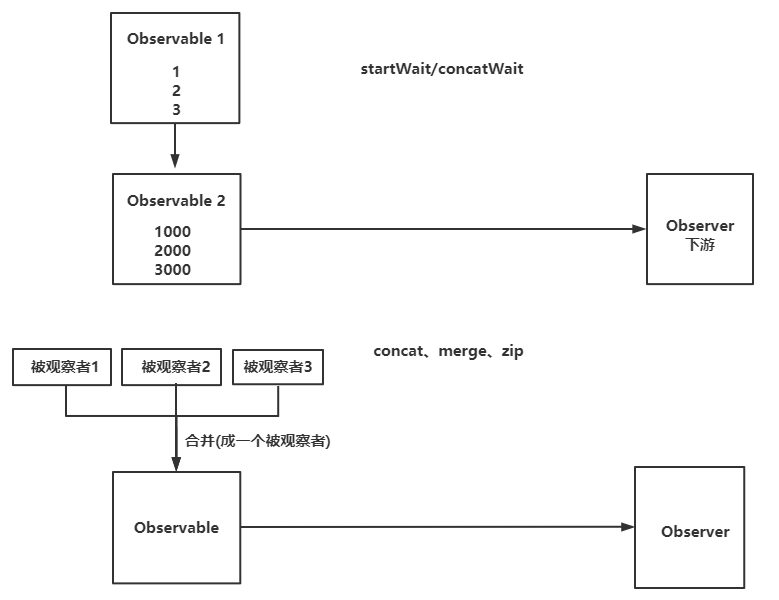 Observable 1
1
2
3
startWait/concatWait
Observable 2
1000
2000
3000
Observer
下游
concat、merge、zip
被观察者1
被观察者2
被观察者3
合并(成一个被观察者)
Observable
Observer